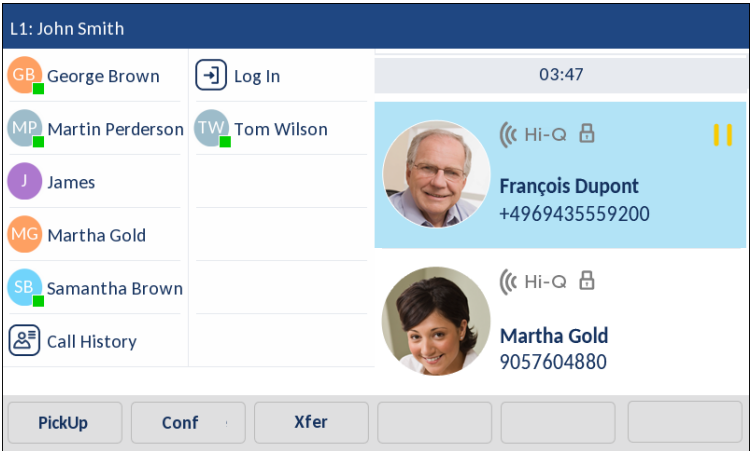 L1: John Smith
GB George Brown
MP Martin Perderson
J James
MG Martha Gold
SB Samantha Brown
Call History
Log In
TW Tom Wilson
03:47
Hi-Q
François Dupont
+4969435559200
Hi-Q
Martha Gold
9057604880
PickUp
Conf
Xfer